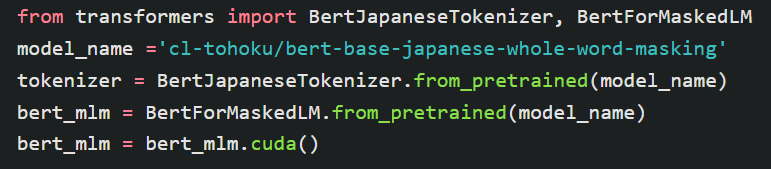 from transformers import BertJapaneseTokenizer, BertForMaskedLM
model_name ='cl-tohoku/bert-base-japanese-whole-word-masking'
tokenizer = BertJapaneseTokenizer.from_pretrained(model_name)
bert_mlm = BertForMaskedLM.from_pretrained(model_name)
bert_mlm = bert_mlm.cuda()